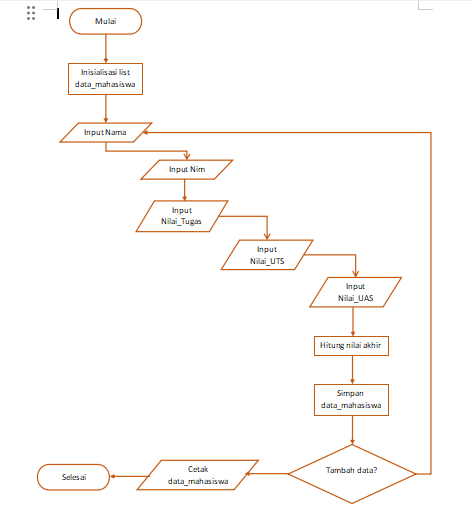 Mulai
Inisialisasi list
data_mahasiswa
Input Nama
Input Nim
Input
Nilai_Tugas
Input
Nilai_UTS
Input
Nilai_UAS
Hitung nilai akhir
Simpan
data_mahasiswa
Tambah data?
Cetak
data_mahasiswa
Selesai